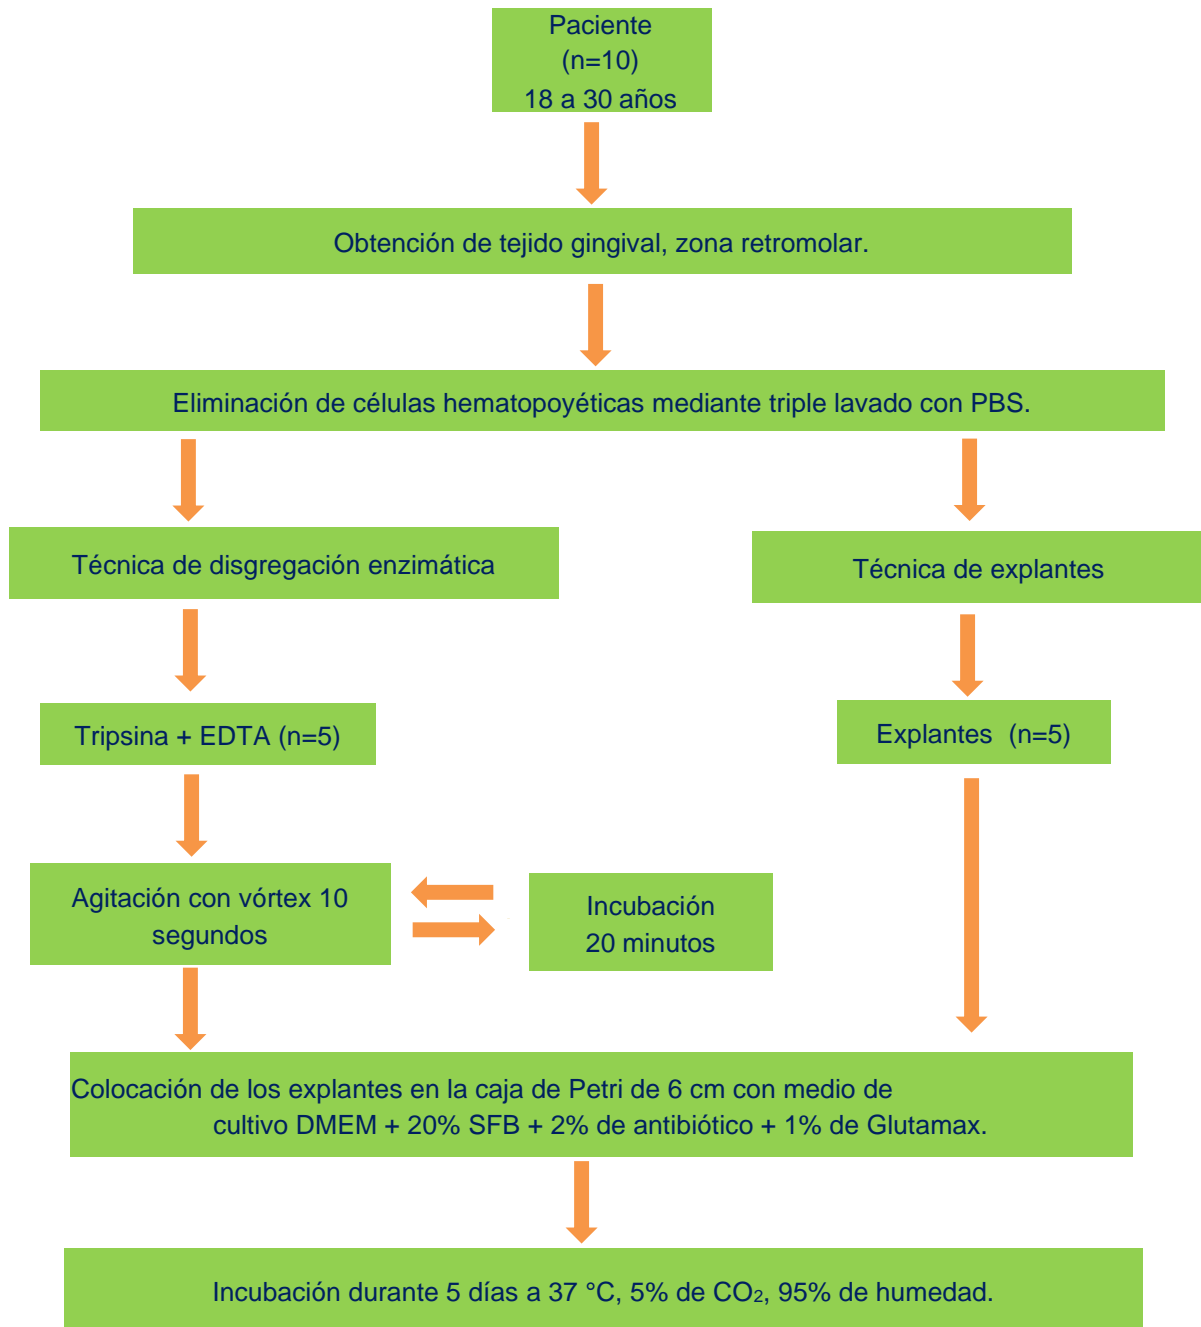 Paciente
(n=10)
18 a 30 años
Obtención de tejido gingival, zona retromolar.
Eliminación de células hematopoyéticas mediante triple lavado con PBS.
Técnica de disgregación enzimática
Técnica de explantes
Tripsina + EDTA (n=5)
Explantes (n=5)
Agitación con vórtex 10
segundos
Incubación
20 minutos
Colocación de los explantes en la caja de Petri de 6 cm con medio de
cultivo DMEM + 20% SFB + 2% de antibiótico + 1% de Glutamax.
Incubación durante 5 días a 37 °C, 5% de CO₂, 95% de humedad.